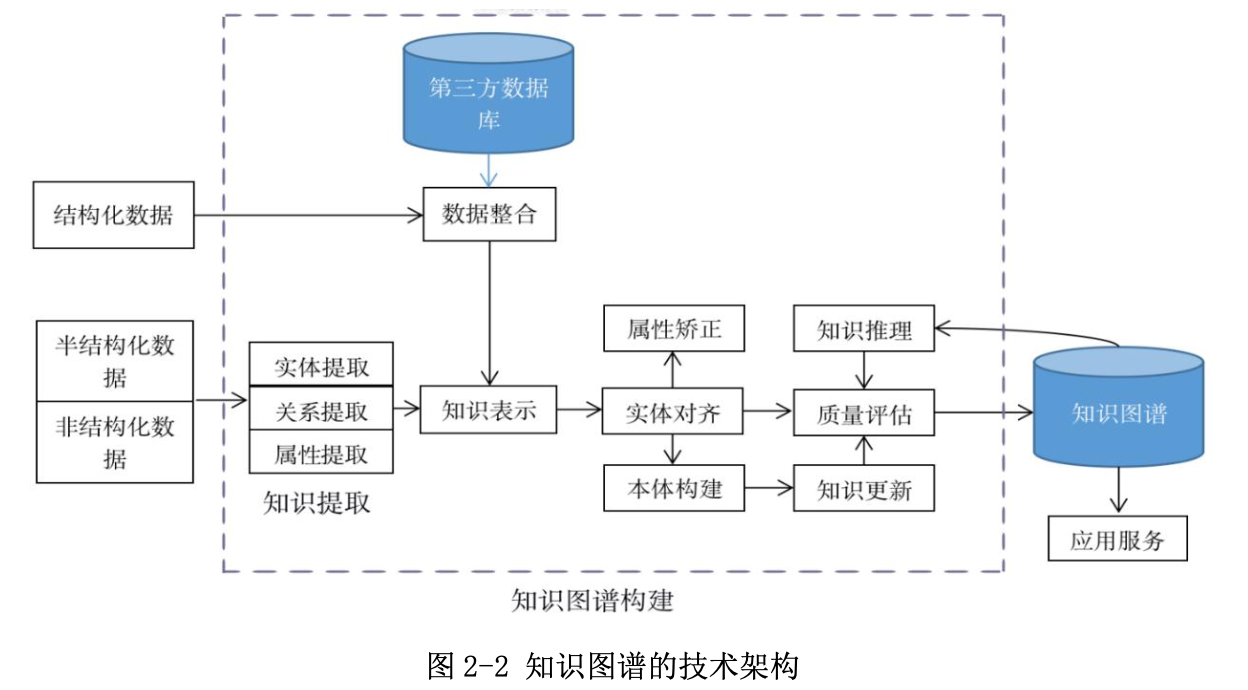 第三方数据
库
结构化数据
数据整合
半结构化数
据
非结构化数
据
实体提取
关系提取
属性提取
知识提取
知识表示
属性矫正
实体对齐
本体构建
知识推理
质量评估
知识更新
知识图谱
应用服务
知识图谱构建
图 2-2 知识图谱的技术架构